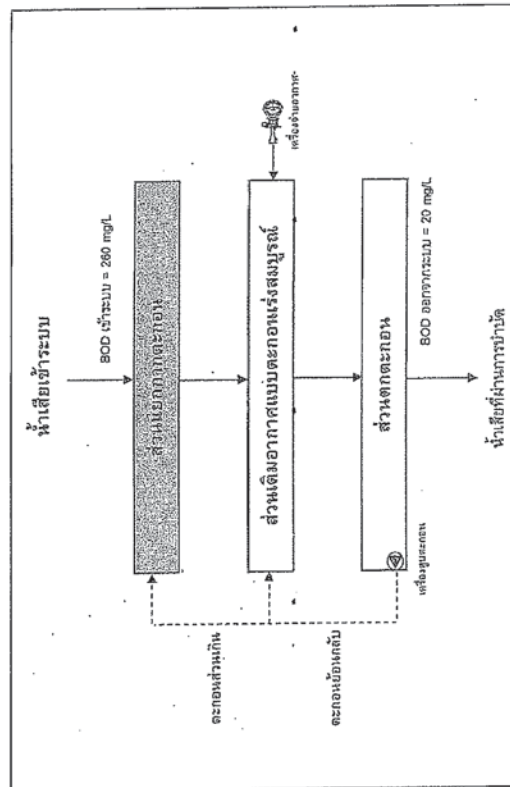 น้ำเสียเข้าระบบ
BOD เข้าระบบ = 260 mg/L
ส่วนแยกกากตะกอน
ส่วนเติมอากาศแบบตะกอนเร่งสมบูรณ์
เครื่องจ่ายอากาศ
ส่วนตกตะกอน
เครื่องสูบตะกอน
ตะกอนส่วนเกิน
ตะกอนย้อนกลับ
BOD ออกจากระบบ = 20 mg/L
น้ำเสียที่ผ่านการบำบัด